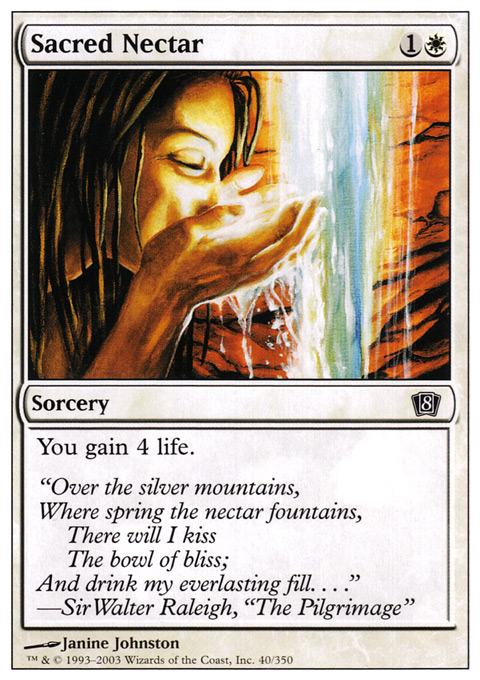 Sacred Nectar 1
Sorcery 8
You gain 4 life.
“Over the silver mountains,
Where spring the nectar fountains,
There will I kiss
The bowl of bliss;
And drink my everlasting fill. . . .”
—Sir Walter Raleigh, “The Pilgrimage”
Janine Johnston
™ & © 1993–2003 Wizards of the Coast, Inc. 40/350